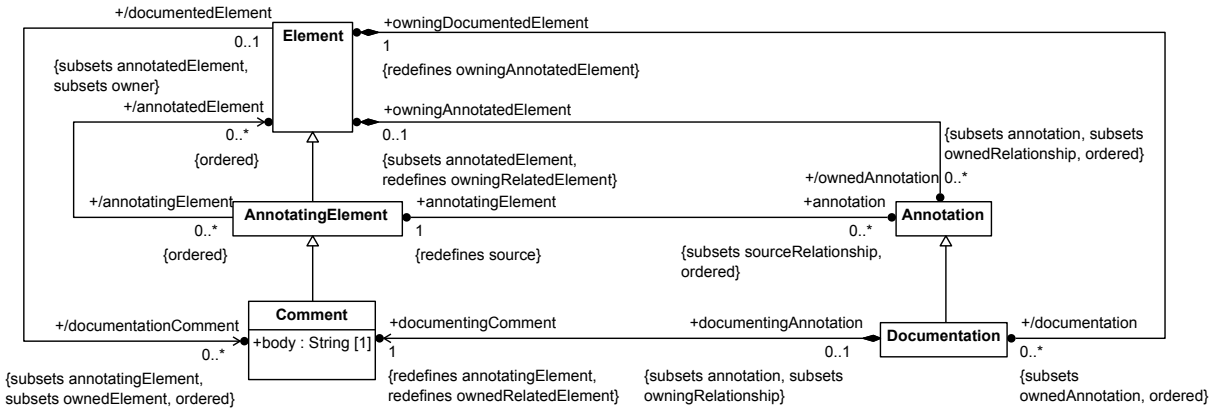 +/documentedElement
0..1
{subsets annotatedElement,
subsets owner}
Element
+owningDocumentedElement
1
{redefines owningAnnotatedElement}
+/annotatedElement
0..*
{ordered}
+owningAnnotatedElement
0..1
{subsets annotatedElement,
redefines owningRelatedElement}
{subsets annotation, subsets
ownedRelationship, ordered}
+/ownedAnnotation
0..*
+/annotatingElement
0..*
{ordered}
AnnotatingElement
+annotatingElement
1
{redefines source}
+annotation
0..*
{subsets sourceRelationship,
ordered}
Annotation
+/documentationComment
0..*
{subsets annotatingElement,
subsets ownedElement, ordered}
Comment
+body : String [1]
+documentingComment
1
{redefines annotatingElement,
redefines ownedRelatedElement}
+documentingAnnotation
0..1
{subsets annotation, subsets
owningRelationship}
Documentation
+/documentation
0..*
{subsets
ownedAnnotation, ordered}